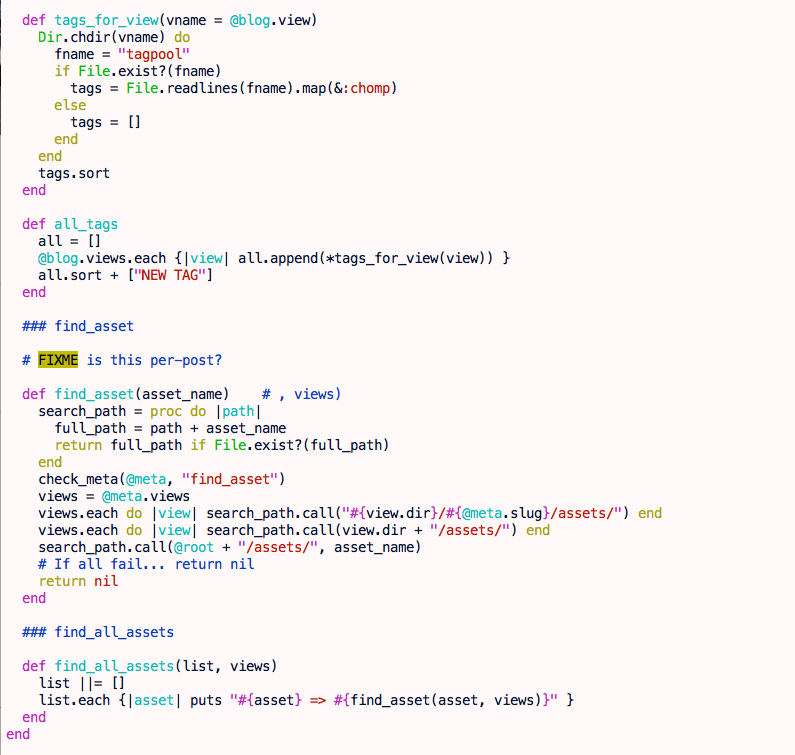 def tags_for_view(vname = @blog.view)
    Dir.chdir(vname) do
      fname = "tagpool"
      if File.exist?(fname)
        tags = File.readlines(fname).map(&:chomp)
      else
        tags = []
      end
    end
    tags.sort
  end

  def all_tags
    all = []
    @blog.views.each {|view| all.append(*tags_for_view(view)) }
    all.sort + ["NEW TAG"]
  end

  ### find_asset

  # FIXME is this per-post?

  def find_asset(asset_name)    # , views)
    search_path = proc do |path|
      full_path = path + asset_name
      return full_path if File.exist?(full_path)
    end
    check_meta(@meta, "find_asset")
    views = @meta.views
    views.each do |view| search_path.call("#{view.dir}/#{@meta.slug}/assets/") end
    views.each do |view| search_path.call(view.dir + "/assets/") end
    search_path.call(@root + "/assets/", asset_name)
    # If all fail... return nil
    return nil
  end

  ### find_all_assets

  def find_all_assets(list, views)
    list ||= []
    list.each {|asset| puts "#{asset} => #{find_asset(asset, views)}" }
  end
end